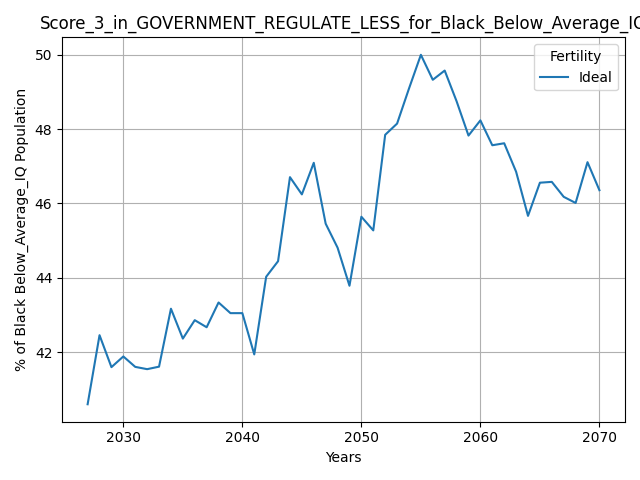 Score_3_in_GOVERNMENT_REGULATE_LESS_for_Black_Below_Average_IQ
Fertility
Ideal
% of Black Below_Average_IQ Population
50
48
46
44
42
2030 2040 2050 2060 2070
Years